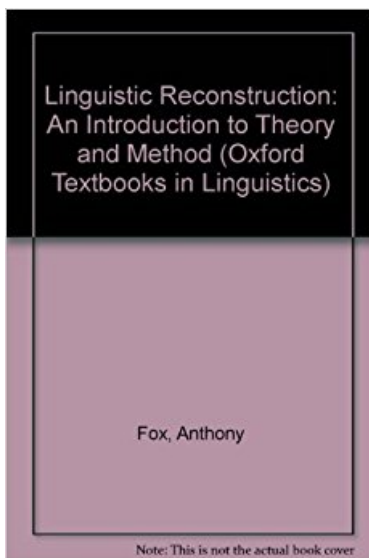 Linguistic Reconstruction:
An Introduction to Theory
and Method (Oxford
Textbooks in Linguistics)
Fox, Anthony
Note: This is not the actual book cover